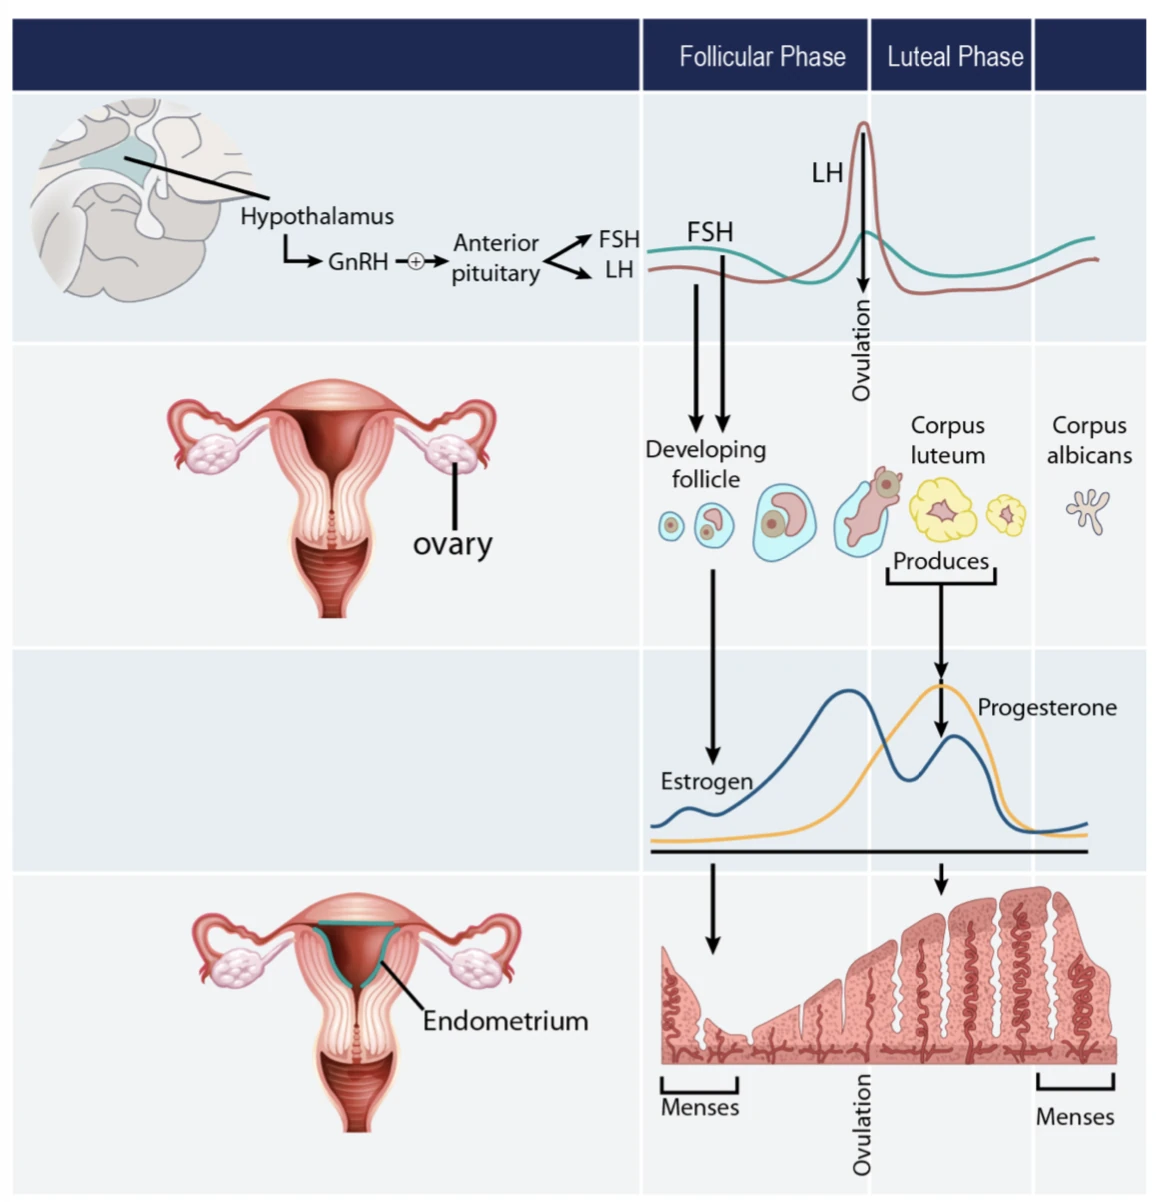 Follicular Phase
Luteal Phase
LH
FSH
Hypothalamus
GnRH
+
Anterior
pituitary
FSH
LH
Ovulation
Developing
follicle
Corpus
luteum
Corpus
albicans
ovary
Produces
Progesterone
Estrogen
Endometrium
Menses
Ovulation
Menses